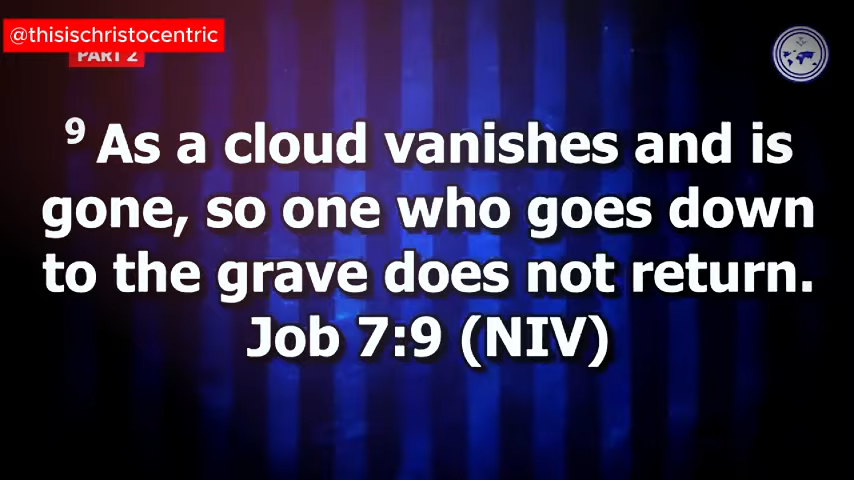 @thisischristocentric
PART 2
9 As a cloud vanishes and is
gone, so one who goes down
to the grave does not return.
Job 7:9 (NIV)